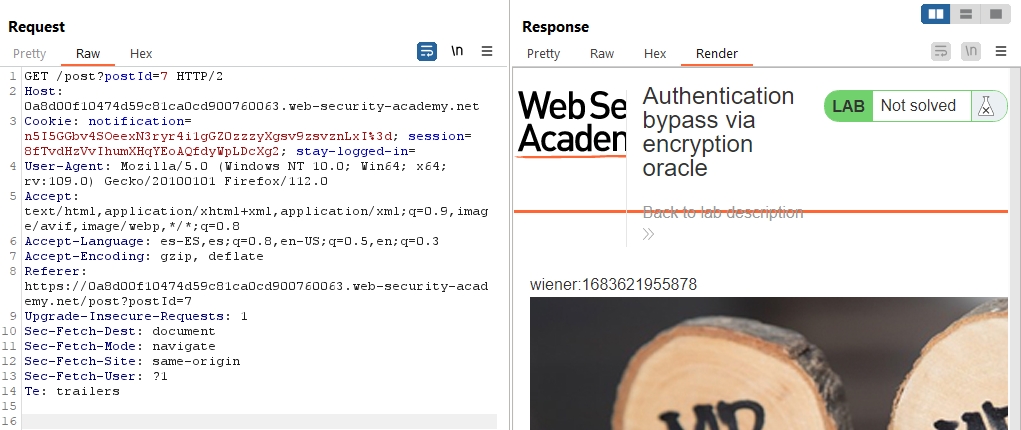 Request
Pretty Raw Hex
\n
1 GET /post?postId=7 HTTP/2
2 Host:
0a8d00f10474d59c81ca0cd900760063.web-security-academy.net
3 Cookie: notification=
n5I5GGbv4SOeexN3ryr4i1gGZOzzzyXgsv9zsvznLxI%3d; session=
8fTvdHzVvIhumXHqYEoAQfdyWpLDcXg2; stay-logged-in=
4 User-Agent: Mozilla/5.0 (Windows NT 10.0; Win64; x64;
rv:109.0) Gecko/20100101 Firefox/112.0
5 Accept:
text/html,application/xhtml+xml,application/xml;q=0.9,imag
e/avif,image/webp,*/*;q=0.8
6 Accept-Language: es-ES,es;q=0.8,en-US;q=0.5,en;q=0.3
7 Accept-Encoding: gzip, deflate
8 Referer:
https://0a8d00f10474d59c81ca0cd900760063.web-security-acad
emy.net/post?postId=7
9 Upgrade-Insecure-Requests: 1
10 Sec-Fetch-Dest: document
11 Sec-Fetch-Mode: navigate
12 Sec-Fetch-Site: same-origin
13 Sec-Fetch-User: ?1
14 Te: trailers
15
16
Response
Pretty Raw Hex Render
\n
Web Se
Academ
Authentication
bypass via
encryption
oracle
LAB Not solved
Back to lab description
wiener:1683621955878